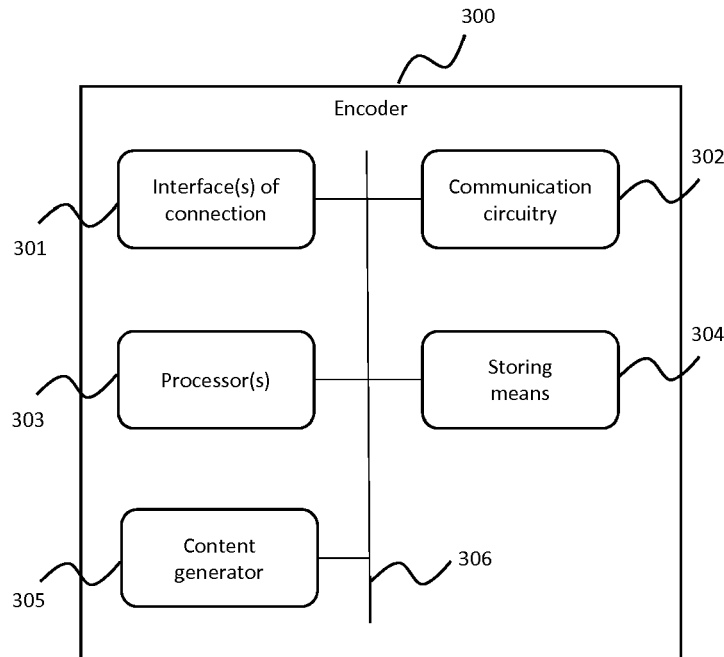 300
Encoder
302
Interface(s) of
connection
Communication
circuitry
301
304
Processor(s)
Storing
means
303
Content
generator
306
305